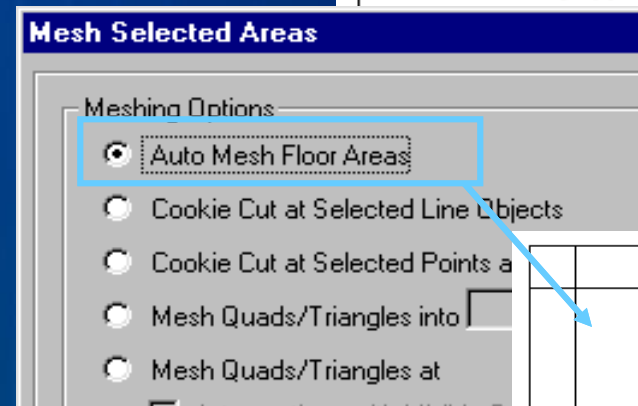 Mesh Selected Areas
Meshing Options
Auto Mesh Floor Areas
Cookie Cut at Selected Line Objects
Cookie Cut at Selected Points a
Mesh Quads/Triangles into
Mesh Quads/Triangles at